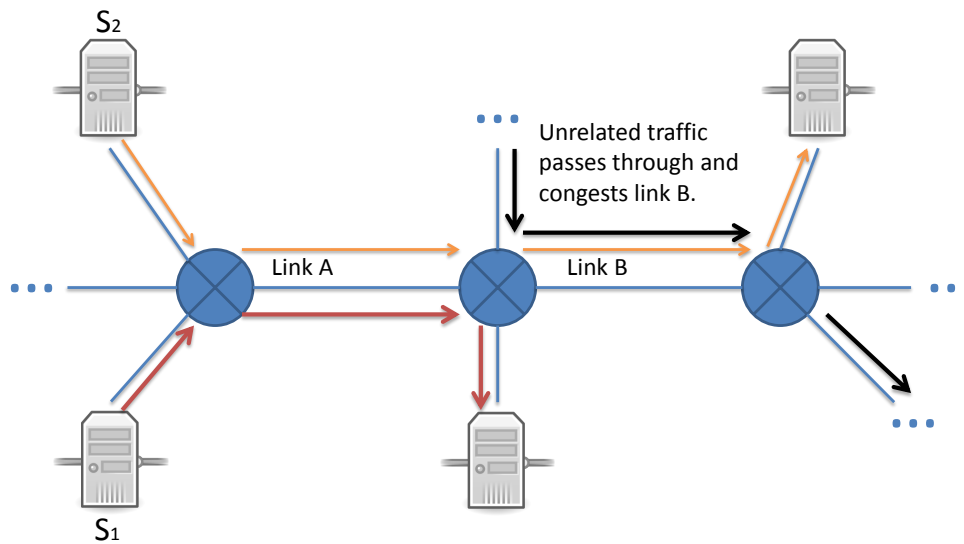 S2
Unrelated traffic
passes through and
congests link B.
Link A
Link B
S1